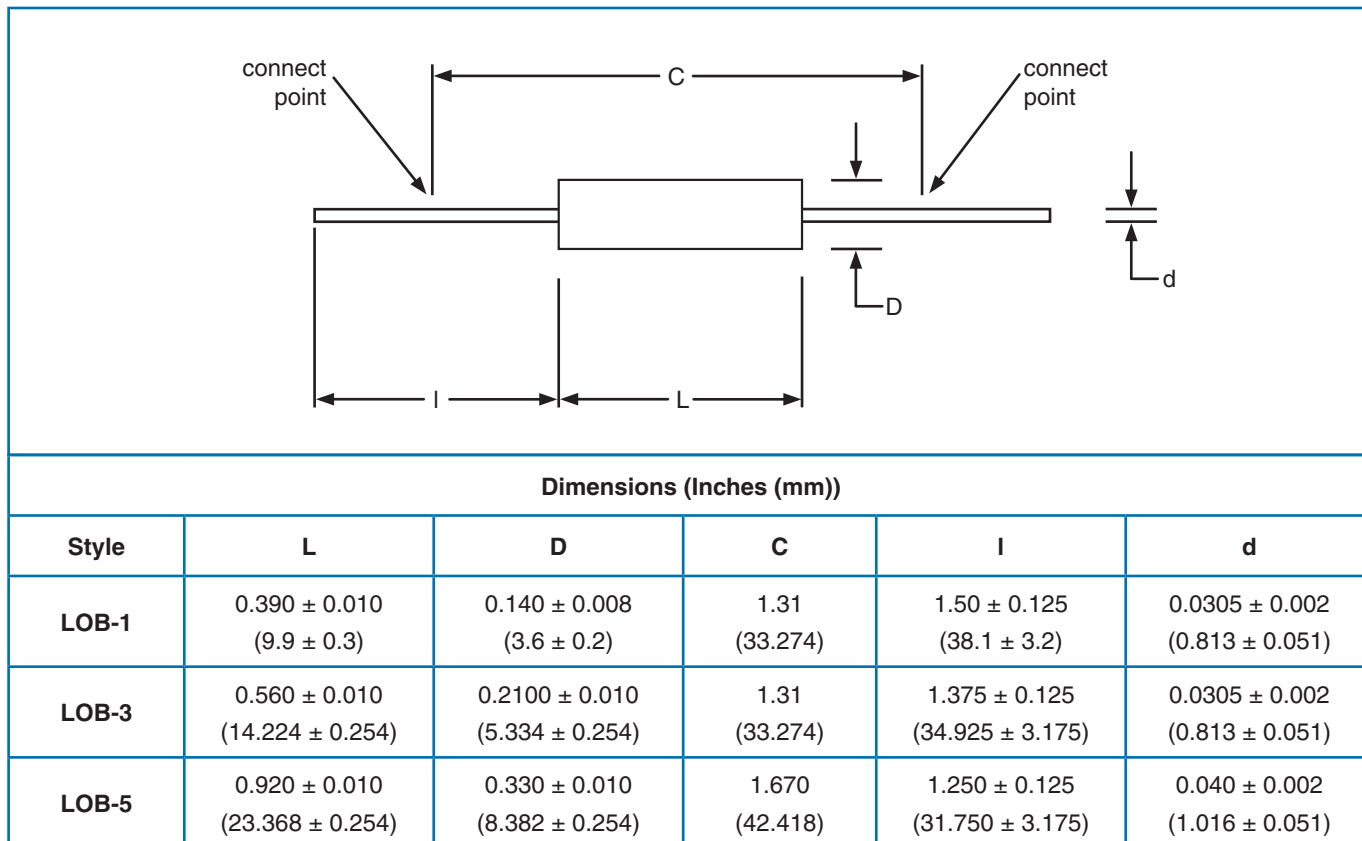 connect
point
C
connect
point
D
d
l
L
Dimensions (Inches (mm))
Style L D C l d
LOB-1
0.390 ± 0.010 0.140 ± 0.008 1.31 1.50 ± 0.125 0.0305 ± 0.002
(9.9 ± 0.3) (3.6 ± 0.2) (33.274) (38.1 ± 3.2) (0.813 ± 0.051)
LOB-3
0.560 ± 0.010 0.2100 ± 0.010 1.31 1.375 ± 0.125 0.0305 ± 0.002
(14.224 ± 0.254) (5.334 ± 0.254) (33.274) (34.925 ± 3.175) (0.813 ± 0.051)
LOB-5
0.920 ± 0.010 0.330 ± 0.010 1.670 1.250 ± 0.125 0.040 ± 0.002
(23.368 ± 0.254) (8.382 ± 0.254) (42.418) (31.750 ± 3.175) (1.016 ± 0.051)